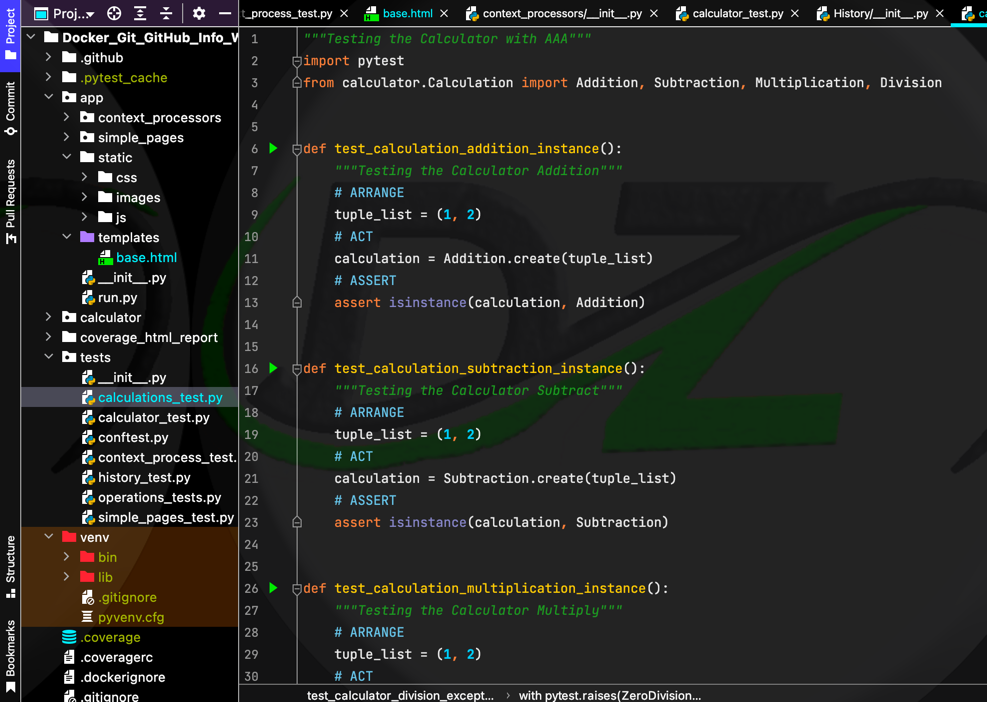 Project
Commit
Pull Requests
Structure
Bookmarks
Proj...
Docker_Git_GitHub_Info_W
.github
.pytest_cache
app
context_processors
simple_pages
static
css
images
js
templates
base.html
__init__.py
run.py
calculator
coverage_html_report
tests
__init__.py
calculations_test.py
calculator_test.py
conftest.py
context_process_test.
history_test.py
operations_tests.py
simple_pages_test.py
venv
bin
lib
.gitignore
pyvenv.cfg
.coverage
.coveragerc
.dockerignore
.gitignore
t_process_test.py
base.html
context_processors/__init__.py
calculator_test.py
History/__init__.py
ca
1 """Testing the Calculator with AAA"""
2 import pytest
3 from calculator.Calculation import Addition, Subtraction, Multiplication, Division
4
5
6 def test_calculation_addition_instance():
7 """Testing the Calculator Addition"""
8 # ARRANGE
9 tuple_list = (1, 2)
10 # ACT
11 calculation = Addition.create(tuple_list)
12 # ASSERT
13 assert isinstance(calculation, Addition)
14
15
16 def test_calculation_subtraction_instance():
17 """Testing the Calculator Subtract"""
18 # ARRANGE
19 tuple_list = (1, 2)
20 # ACT
21 calculation = Subtraction.create(tuple_list)
22 # ASSERT
23 assert isinstance(calculation, Subtraction)
24
25
26 def test_calculation_multiplication_instance():
27 """Testing the Calculator Multiply"""
28 # ARRANGE
29 tuple_list = (1, 2)
30 # ACT
test_calculator_division_except... › with pytest.raises(ZeroDivision...
DZ